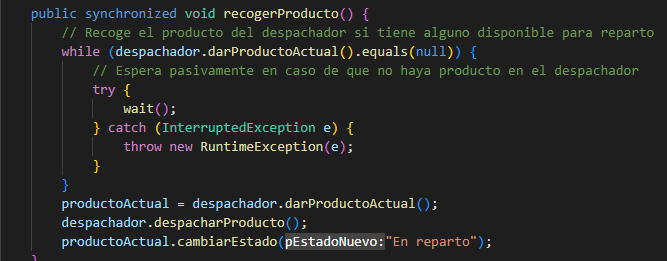 public synchronized void recogerProducto() {
// Recoge el producto del despachador si tiene alguno disponible para reparto
while (despachador.darProductoActual().equals(null)) {
// Espera pasivamente en caso de que no haya producto en el despachador
try {
wait();
} catch (InterruptedException e) {
throw new RuntimeException(e);
}
}
productoActual = despachador.darProductoActual();
despachador.despacharProducto();
productoActual.cambiarEstado(pEstadoNuevo:"En reparto");
}